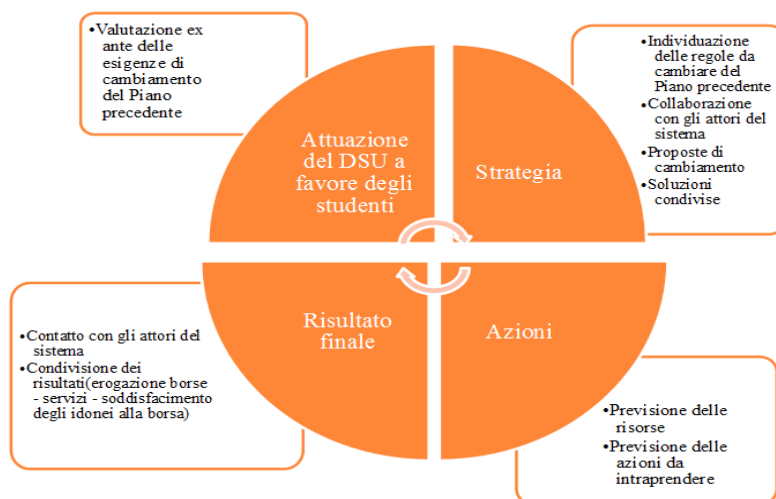 •Valutazione ex
ante delle
esigenze di
cambiamento
del Piano
precedente
Attuazione
del DSU a
favore degli
studenti
•Individuazione
delle regole da
cambiare del
Piano precedente
•Collaborazione
con gli attori del
sistema
•Proposte di
cambiamento
•Soluzioni
condivise
Strategia
•Contatto con gli attori del
sistema
•Condivisione dei
risultati(erogazione borse
- servizi - soddisfacimento
degli idonei alla borsa)
Risultato
finale
Azioni
•Previsione delle
risorse
•Previsione delle
azioni da
intraprendere